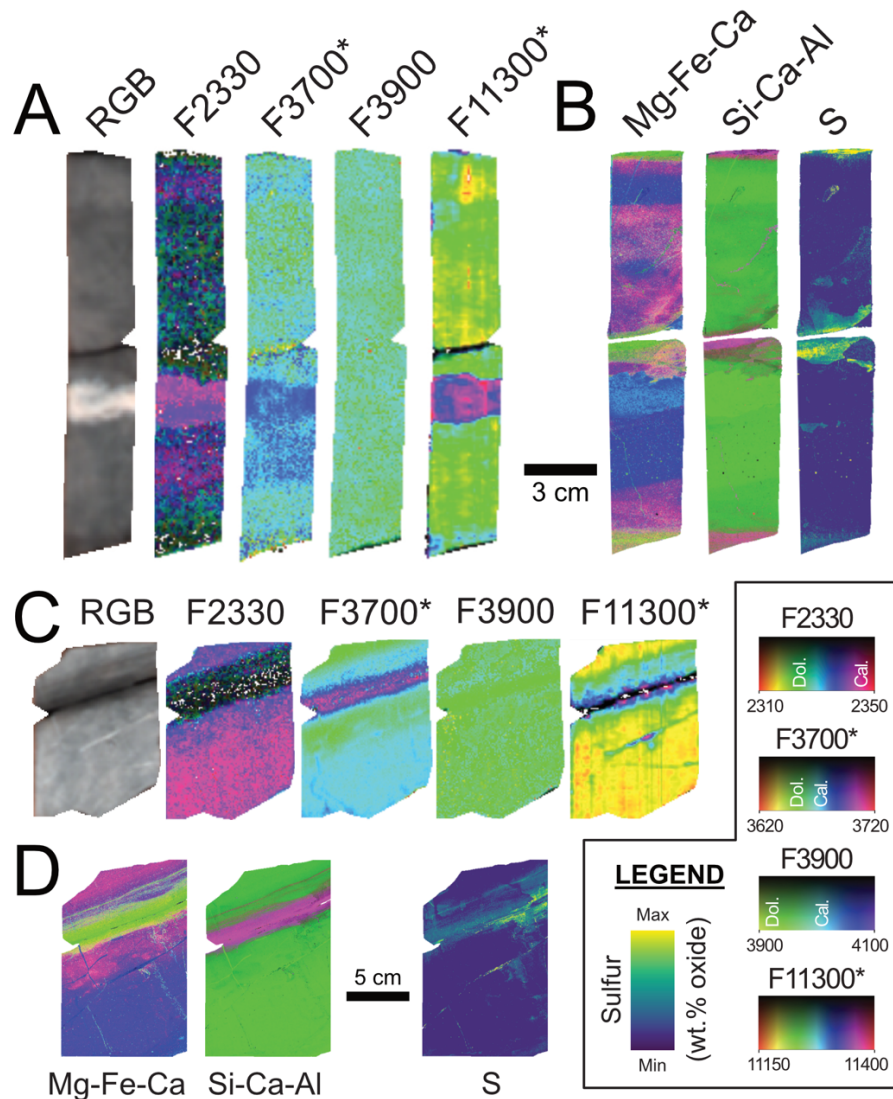 A
RGB
F2330
F3700*
F3900
F11300*
B
Mg-Fe-Ca
Si-Ca-Al
S
3 cm
C
RGB
F2330
F3700*
F3900
F11300*
D
Mg-Fe-Ca
Si-Ca-Al
5 cm
S
LEGEND
Max
Sulfur
(wt.% oxide)
Min
F2330
Dol.
Cal.
2310
2350
F3700*
Dol.
Cal.
3620
3720
F3900
Dol.
Cal.
3900
4100
F11300*
11150
11400